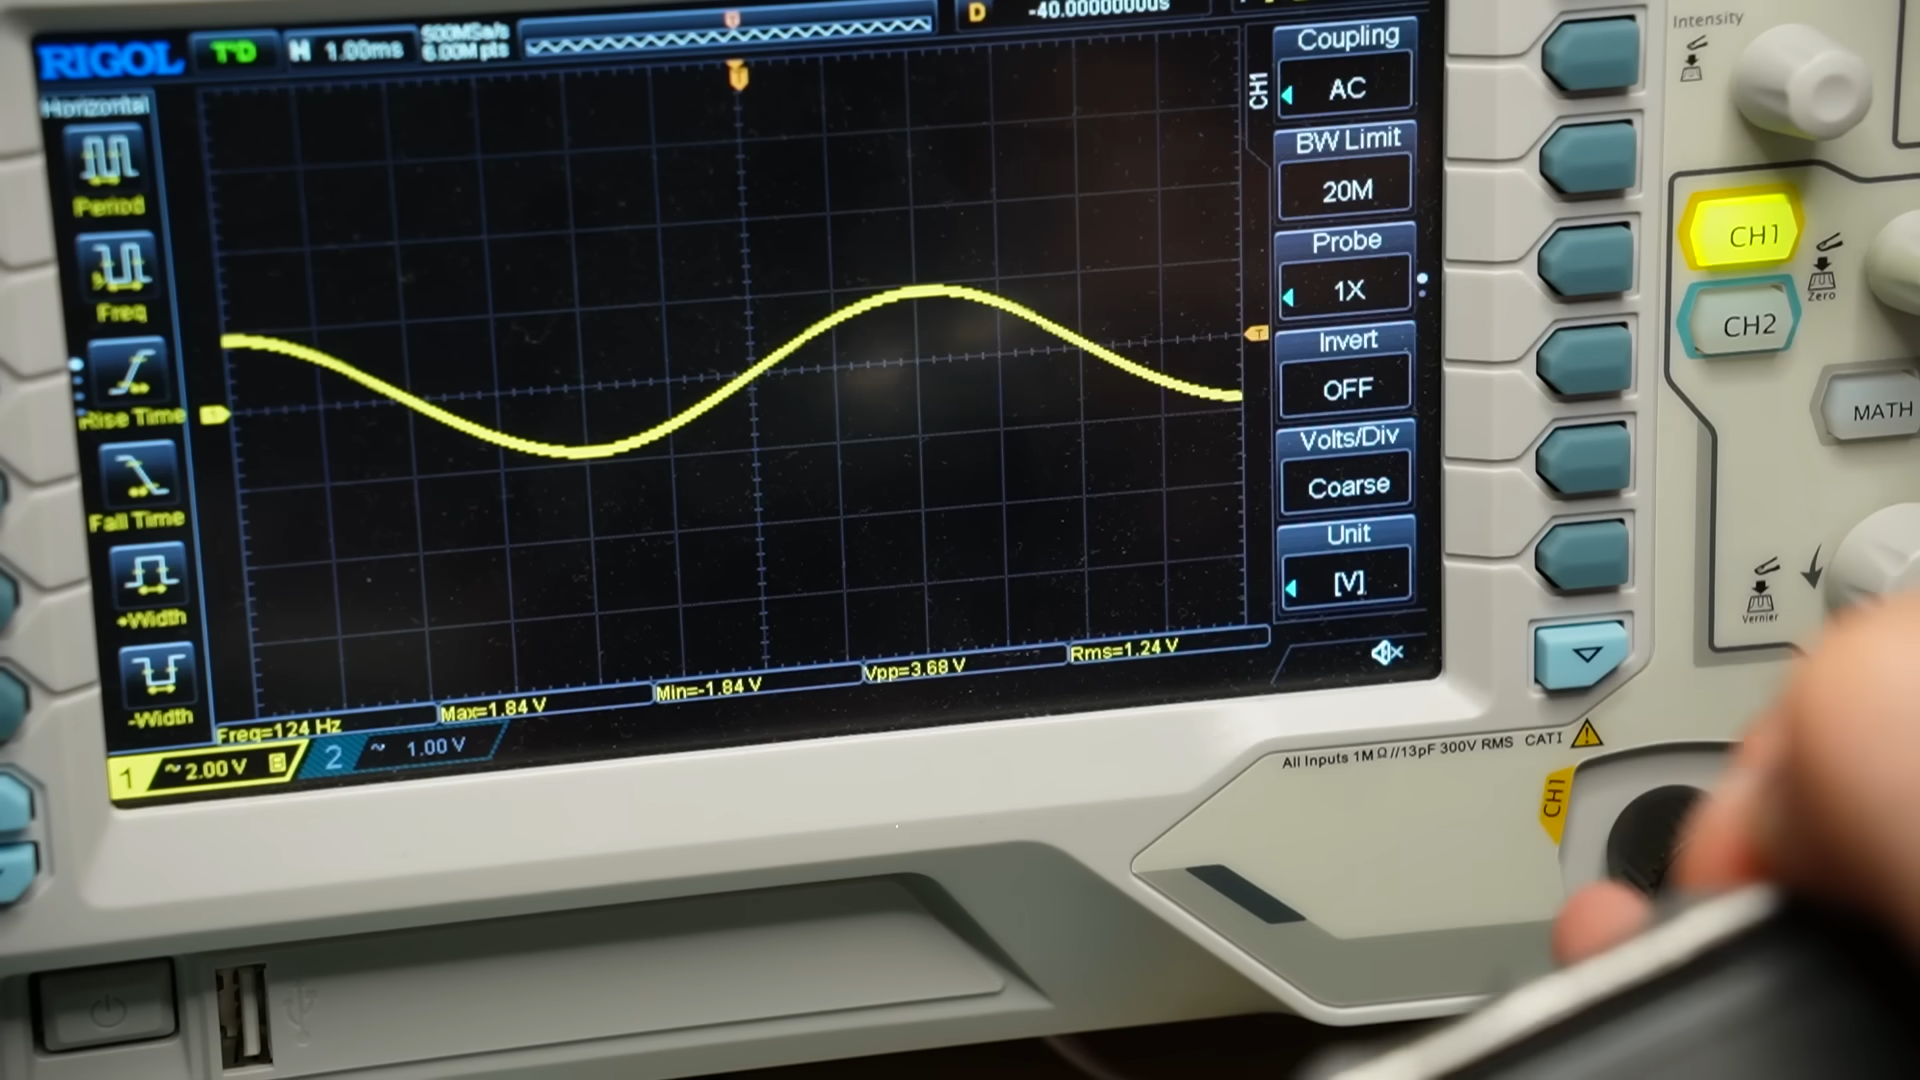 RIGOL T'D H 1.00ms 500MSa/s 6.00M pts D -40.0000000us
Horizontal
Period
Freq
Rise Time
Fall Time
+Width
-Width
CH1
Coupling
AC
BW Limit
20M
Probe
1X
Invert
OFF
Volts/Div
Coarse
Unit
[V]
Freq=124 Hz Max=1.84 V Min=-1.84 V Vpp=3.68 V Rms=1.24 V
1 ~ 2.00 V B 2 ~ 1.00 V
Intensity
CH1
Zero
CH2
MATH
Vernier
All Inputs 1MΩ//13pF 300V RMS CAT I
CH1